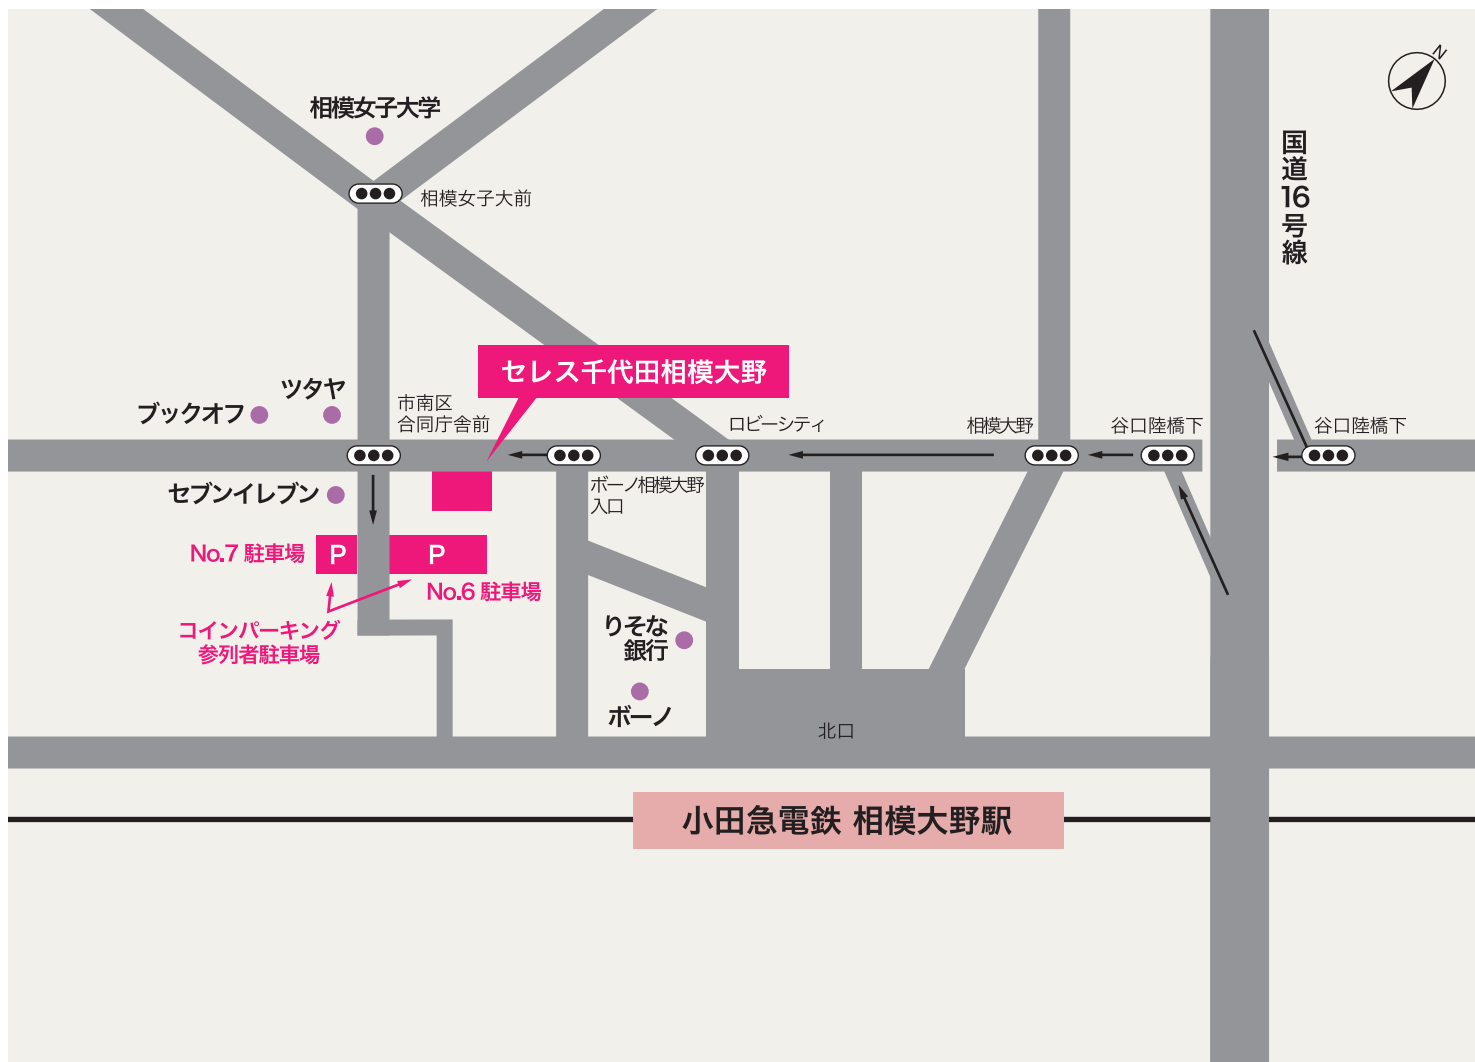 N
相模女子大学
国道16号線
相模女子大前
セレス千代田相模大野
ツタヤ
ブックオフ
市南区
合同庁舎前
ロビーシティ
相模大野
谷口陸橋下
谷口陸橋下
セブンイレブン
ボーノ相模大野
入口
No.7 駐車場
P
P
No.6 駐車場
コインパーキング
参列者駐車場
りそな
銀行
ボーノ
北口
小田急電鉄 相模大野駅